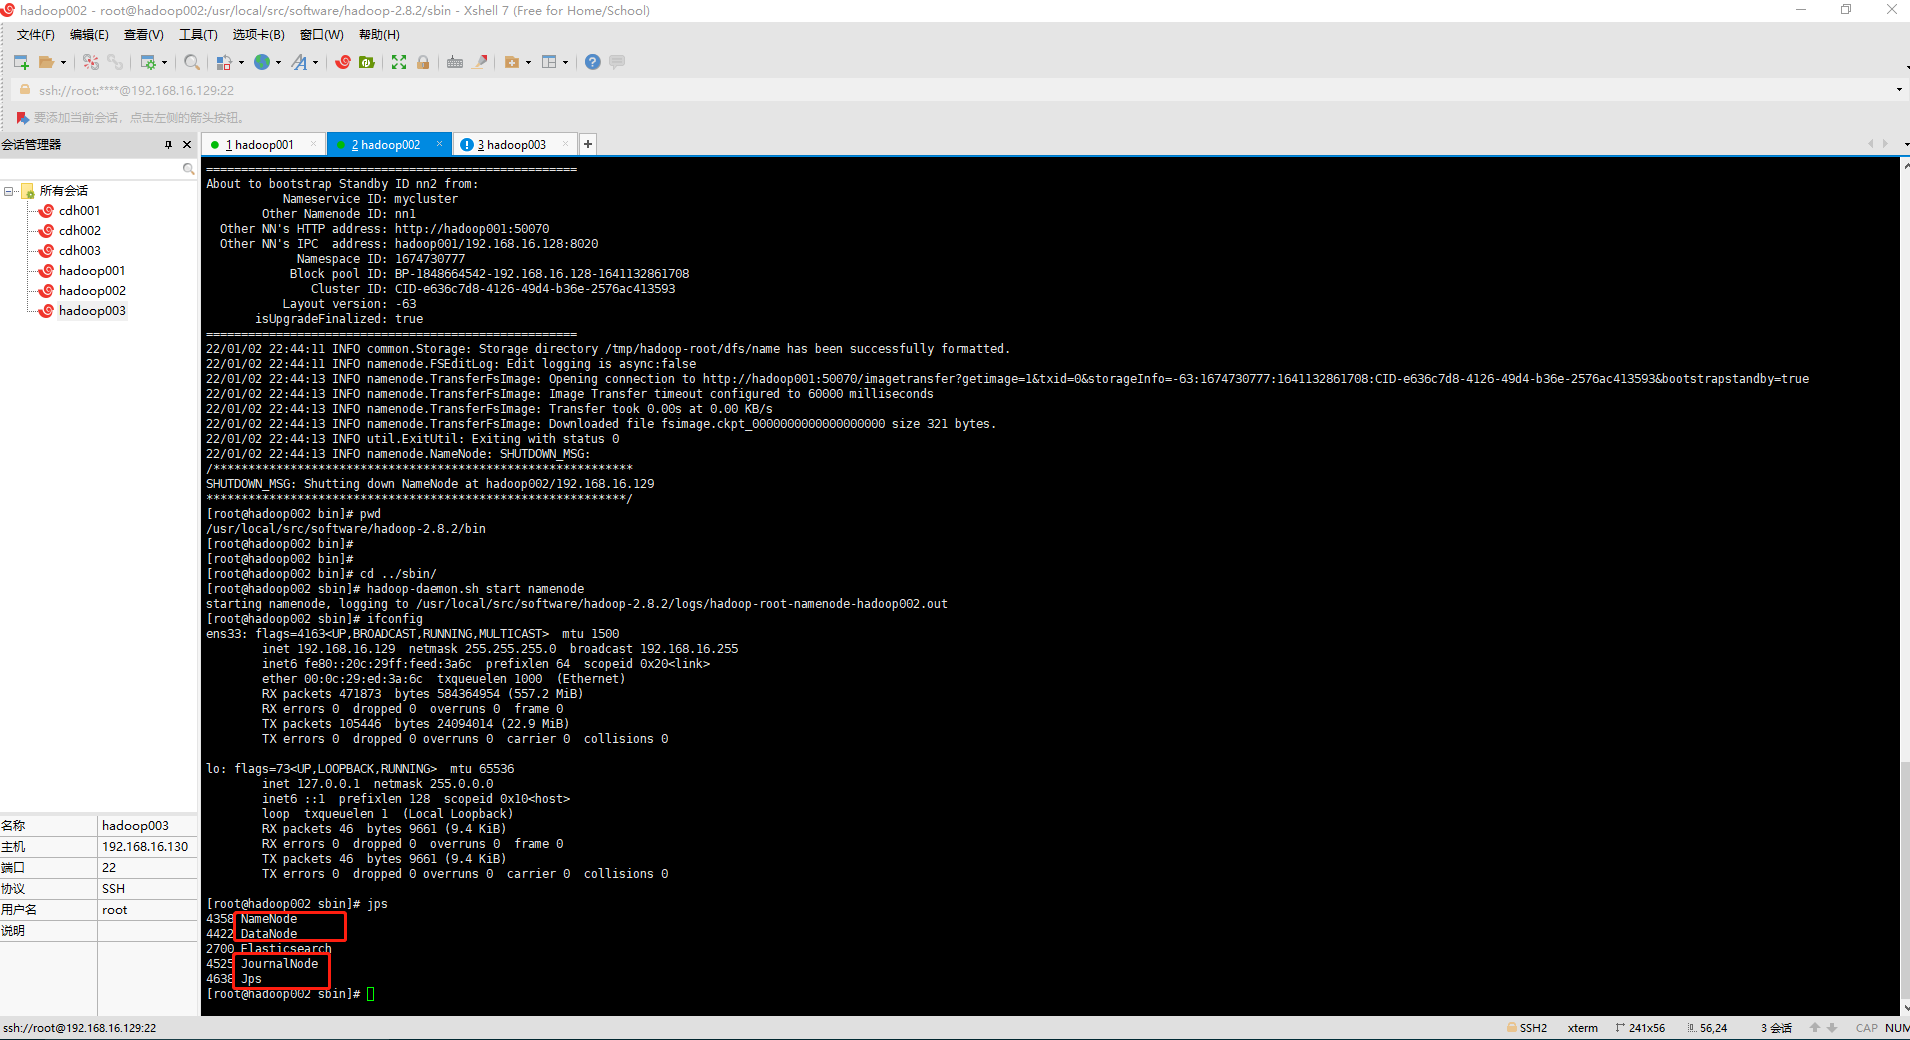 hadoop002 - root@hadoop002:/usr/local/src/software/hadoop-2.8.2/sbin - Xshell 7 (Free for Home/School)
文件(F) 编辑(E) 查看(V) 工具(T) 选项卡(B) 窗口(W) 帮助(H)
ssh://root:****@192.168.16.129:22
要添加当前会话，点击左侧的箭头按钮。
会话管理器
1 hadoop001
2 hadoop002
3 hadoop003
所有会话
cdh001
cdh002
cdh003
hadoop001
hadoop002
hadoop003
名称 hadoop003
主机 192.168.16.130
端口 22
协议 SSH
用户名 root
说明
=====================================================
About to bootstrap Standby ID nn2 from:
Nameservice ID: mycluster
Other Namenode ID: nn1
Other NN's HTTP address: http://hadoop001:50070
Other NN's IPC  address: hadoop001/192.168.16.128:8020
Namespace ID: 1674730777
Block pool ID: BP-1848664542-192.168.16.128-1641132861708
Cluster ID: CID-e636c7d8-4126-49d4-b36e-2576ac413593
Layout version: -63
isUpgradeFinalized: true
=====================================================
22/01/02 22:44:11 INFO common.Storage: Storage directory /tmp/hadoop-root/dfs/name has been successfully formatted.
22/01/02 22:44:11 INFO namenode.FSEditLog: Edit logging is async:false
22/01/02 22:44:13 INFO namenode.TransferFsImage: Opening connection to http://hadoop001:50070/imagetransfer?getimage=1&txid=0&storageInfo=-63:1674730777:1641132861708:CID-e636c7d8-4126-49d4-b36e-2576ac413593&bootstrapstandby=true
22/01/02 22:44:13 INFO namenode.TransferFsImage: Image Transfer timeout configured to 60000 milliseconds
22/01/02 22:44:13 INFO namenode.TransferFsImage: Transfer took 0.00s at 0.00 KB/s
22/01/02 22:44:13 INFO namenode.TransferFsImage: Downloaded file fsimage.ckpt_0000000000000000000 size 321 bytes.
22/01/02 22:44:13 INFO util.ExitUtil: Exiting with status 0
22/01/02 22:44:13 INFO namenode.NameNode: SHUTDOWN_MSG:
/************************************************************
SHUTDOWN_MSG: Shutting down NameNode at hadoop002/192.168.16.129
************************************************************/
[root@hadoop002 bin]# pwd
/usr/local/src/software/hadoop-2.8.2/bin
[root@hadoop002 bin]#
[root@hadoop002 bin]#
[root@hadoop002 bin]# cd ../sbin/
[root@hadoop002 sbin]# hadoop-daemon.sh start namenode
starting namenode, logging to /usr/local/src/software/hadoop-2.8.2/logs/hadoop-root-namenode-hadoop002.out
[root@hadoop002 sbin]# ifconfig
ens33: flags=4163<UP,BROADCAST,RUNNING,MULTICAST>  mtu 1500
inet 192.168.16.129  netmask 255.255.255.0  broadcast 192.168.16.255
inet6 fe80::20c:29ff:feed:3a6c  prefixlen 64  scopeid 0x20<link>
ether 00:0c:29:ed:3a:6c  txqueuelen 1000  (Ethernet)
RX packets 471873  bytes 584364954 (557.2 MiB)
RX errors 0  dropped 0  overruns 0  frame 0
TX packets 105446  bytes 24094014 (22.9 MiB)
TX errors 0  dropped 0 overruns 0  carrier 0  collisions 0
lo: flags=73<UP,LOOPBACK,RUNNING>  mtu 65536
inet 127.0.0.1  netmask 255.0.0.0
inet6 ::1  prefixlen 128  scopeid 0x10<host>
loop  txqueuelen 1  (Local Loopback)
RX packets 46  bytes 9661 (9.4 KiB)
RX errors 0  dropped 0  overruns 0  frame 0
TX packets 46  bytes 9661 (9.4 KiB)
TX errors 0  dropped 0 overruns 0  carrier 0  collisions 0
[root@hadoop002 sbin]# jps
4358 NameNode
4422 DataNode
2700 Elasticsearch
4525 JournalNode
4638 Jps
[root@hadoop002 sbin]#
ssh://root@192.168.16.129:22 SSH2 xterm 241x56 56,24 3 会话 CAP NUM